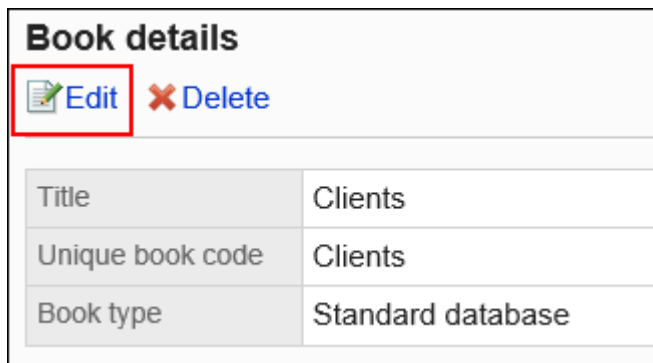 Book details
Edit Delete
Title Clients
Unique book code Clients
Book type Standard database